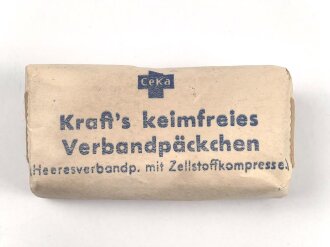 CeKa
Kraft's keimfreies
Verbandpäckchen
(Heeresverbandp. mit Zellstoffkompresse)